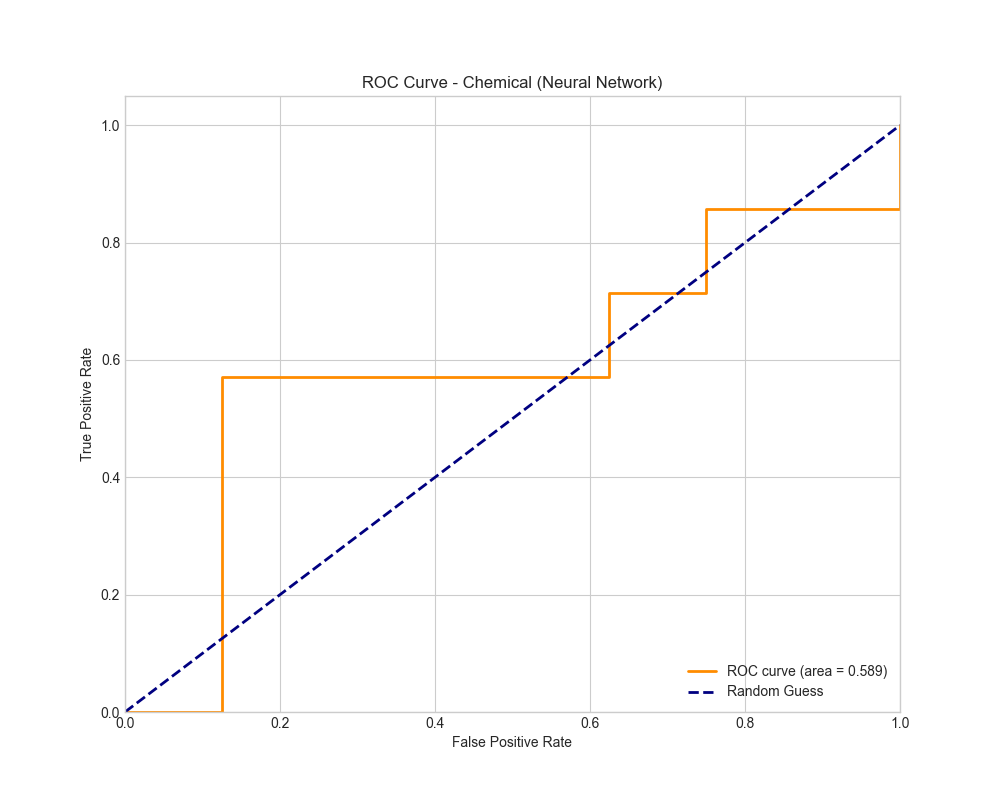 ROC Curve - Chemical (Neural Network)
1.0
0.8
0.6
0.4
0.2
0.0
True Positive Rate
0.0 0.2 0.4 0.6 0.8 1.0
False Positive Rate
ROC curve (area = 0.589)
Random Guess